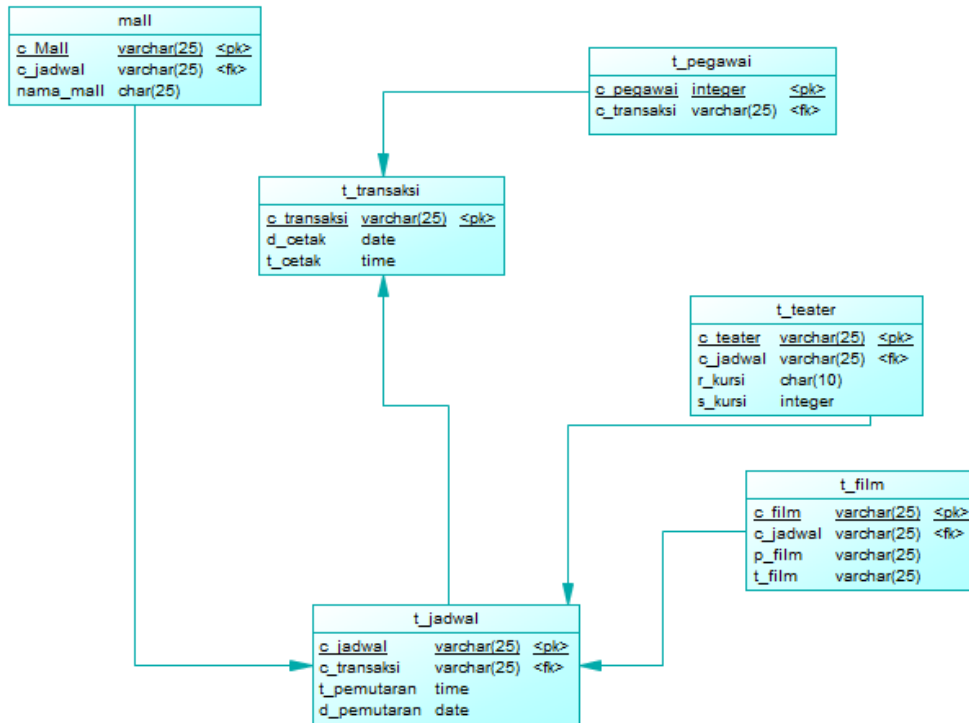 mall
c_Mall varchar(25) <pk>
c_jadwal varchar(25) <fk>
nama_mall char(25)
t_pegawai
c_pegawai integer <pk>
c_transaksi varchar(25) <fk>
t_transaksi
c_transaksi varchar(25) <pk>
d_cetak date
t_cetak time
t_teater
c_teater varchar(25) <pk>
c_jadwal varchar(25) <fk>
r_kursi char(10)
s_kursi integer
t_film
c_film varchar(25) <pk>
c_jadwal varchar(25) <fk>
p_film varchar(25)
t_film varchar(25)
t_jadwal
c_jadwal varchar(25) <pk>
c_transaksi varchar(25) <fk>
t_pemutaran time
d_pemutaran date